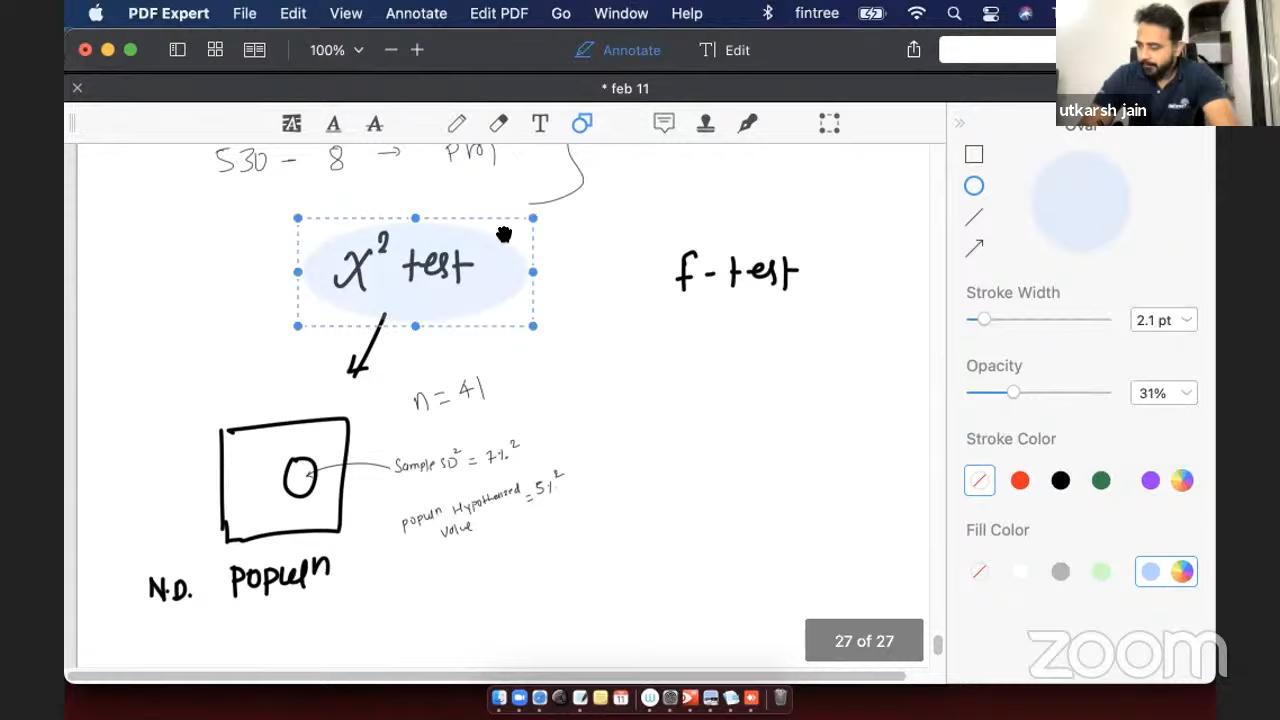 PDF Expert File Edit View Annotate Edit PDF Go Window Help fintree
100% Annotate T| Edit
* feb 11
utkarsh jain
Oval
530 - 8 → Proj
χ² test
f - test
n = 41
Sample SD² = 7%²
Populn Hypothesized = 5%²
Value
N.D. Populn
Stroke Width
2.1 pt
Opacity
31%
Stroke Color
Fill Color
27 of 27
zoom